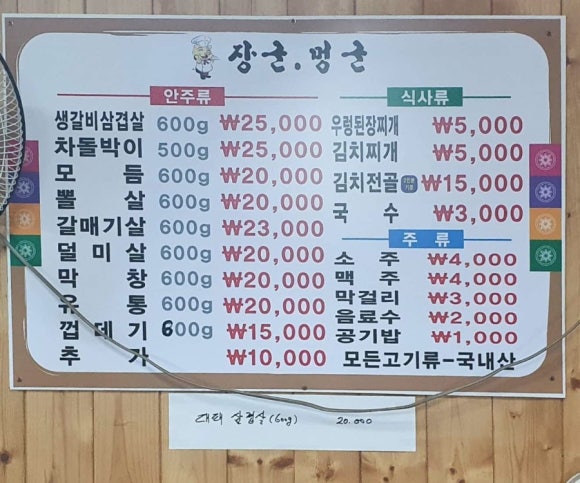 장군.멍군
안주류
생갈비삼겹살 600g ₩25,000
차돌박이 500g ₩25,000
모듬 600g ₩20,000
뽈살 600g ₩20,000
갈매기살 600g ₩23,000
덜미살 600g ₩20,000
막창 600g ₩20,000
유통 600g ₩20,000
껍데기 600g ₩15,000
추가 ₩10,000
식사류
우렁된장찌개 ₩5,000
김치찌개 ₩5,000
김치전골 ₩15,000
국수 ₩3,000
주류
소주 ₩4,000
맥주 ₩4,000
막걸리 ₩3,000
음료수 ₩2,000
공기밥 ₩1,000
모든고기류-국내산
대패 삼겹살(600g) 20.000